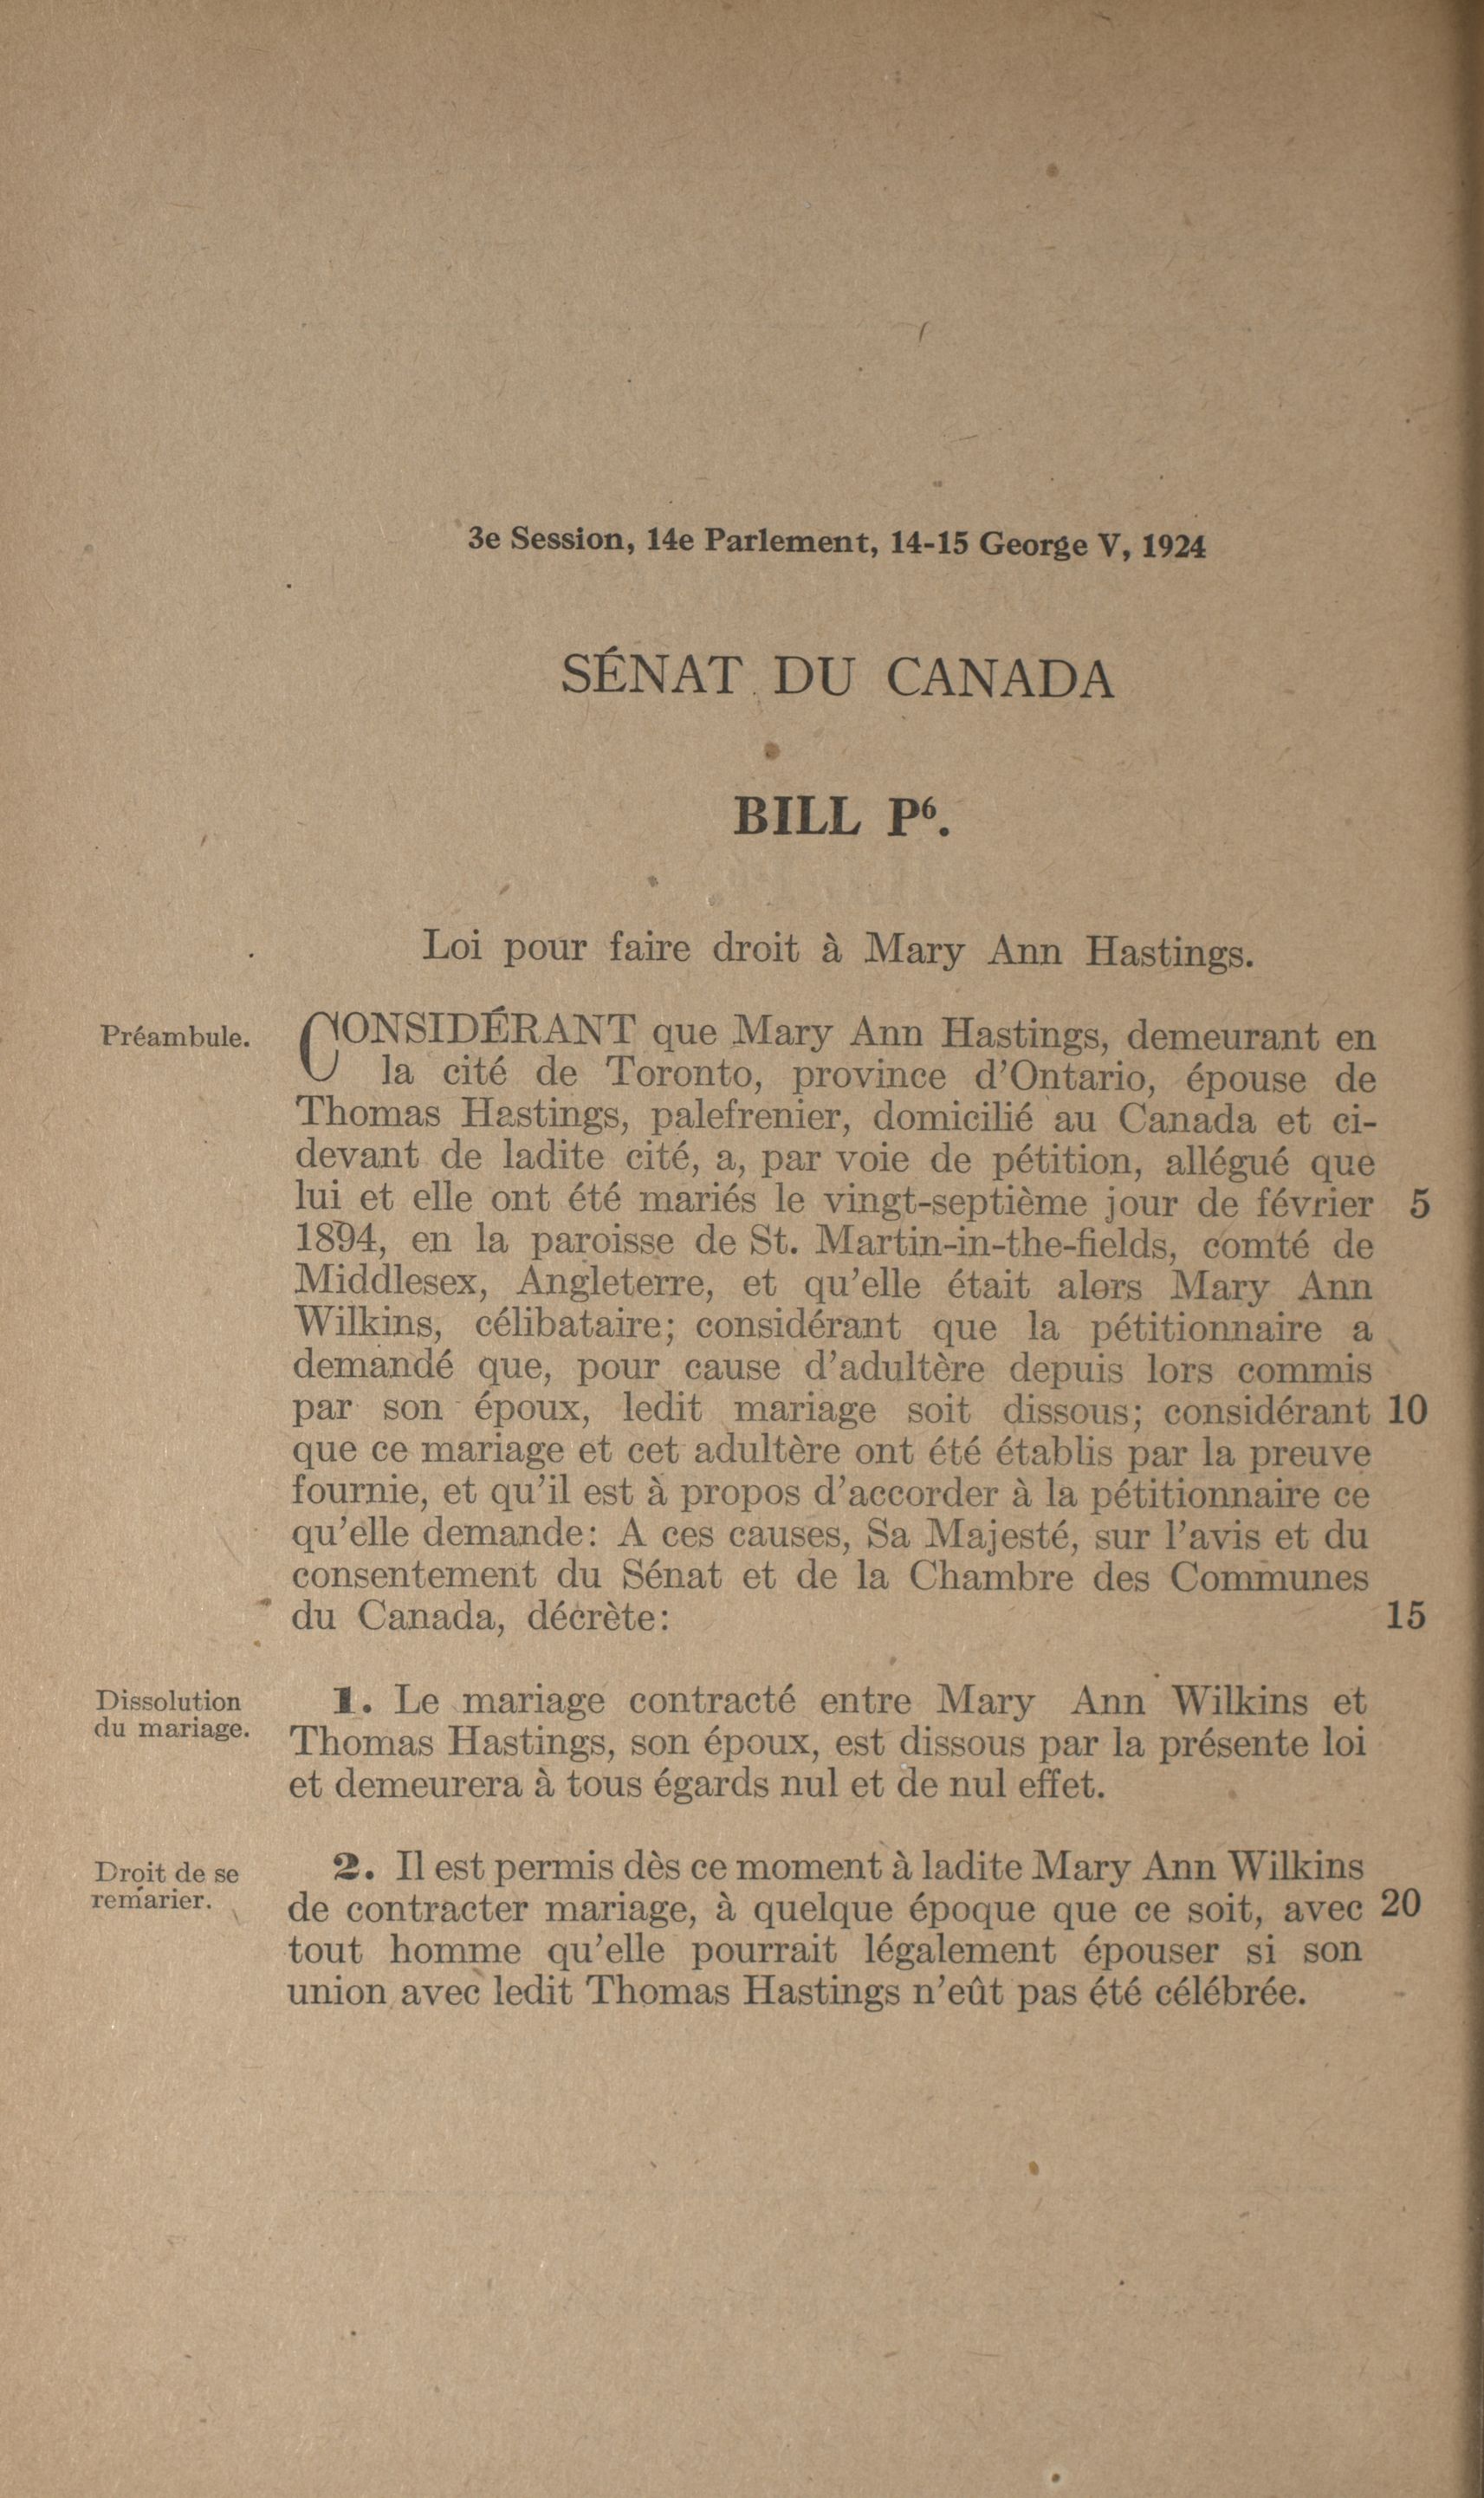 3e Session, 14e Parlement, 14-15 George V, 1924
SÉNAT DU CANADA
BILL P⁶.
Loi pour faire droit à Mary Ann Hastings.
Préambule.
CONSIDÉRANT que Mary Ann Hastings, demeurant en
la cité de Toronto, province d'Ontario, épouse de
Thomas Hastings, palefrenier, domicilié au Canada et ci-
devant de ladite cité, a, par voie de pétition, allégué que
lui et elle ont été mariés le vingt-septième jour de février 5
1894, en la paroisse de St. Martin-in-the-fields, comté de
Middlesex, Angleterre, et qu'elle était alors Mary Ann
Wilkins, célibataire; considérant que la pétitionnaire a
demandé que, pour cause d'adultère depuis lors commis
par son époux, ledit mariage soit dissous; considérant 10
que ce mariage et cet adultère ont été établis par la preuve
fournie, et qu'il est à propos d'accorder à la pétitionnaire ce
qu'elle demande: A ces causes, Sa Majesté, sur l'avis et du
consentement du Sénat et de la Chambre des Communes
du Canada, décrète: 15
Dissolution
du mariage.
1. Le mariage contracté entre Mary Ann Wilkins et
Thomas Hastings, son époux, est dissous par la présente loi
et demeurera à tous égards nul et de nul effet.
Droit de se
remarier.
2. Il est permis dès ce moment à ladite Mary Ann Wilkins
de contracter mariage, à quelque époque que ce soit, avec 20
tout homme qu'elle pourrait légalement épouser si son
union avec ledit Thomas Hastings n'eût pas été célébrée.